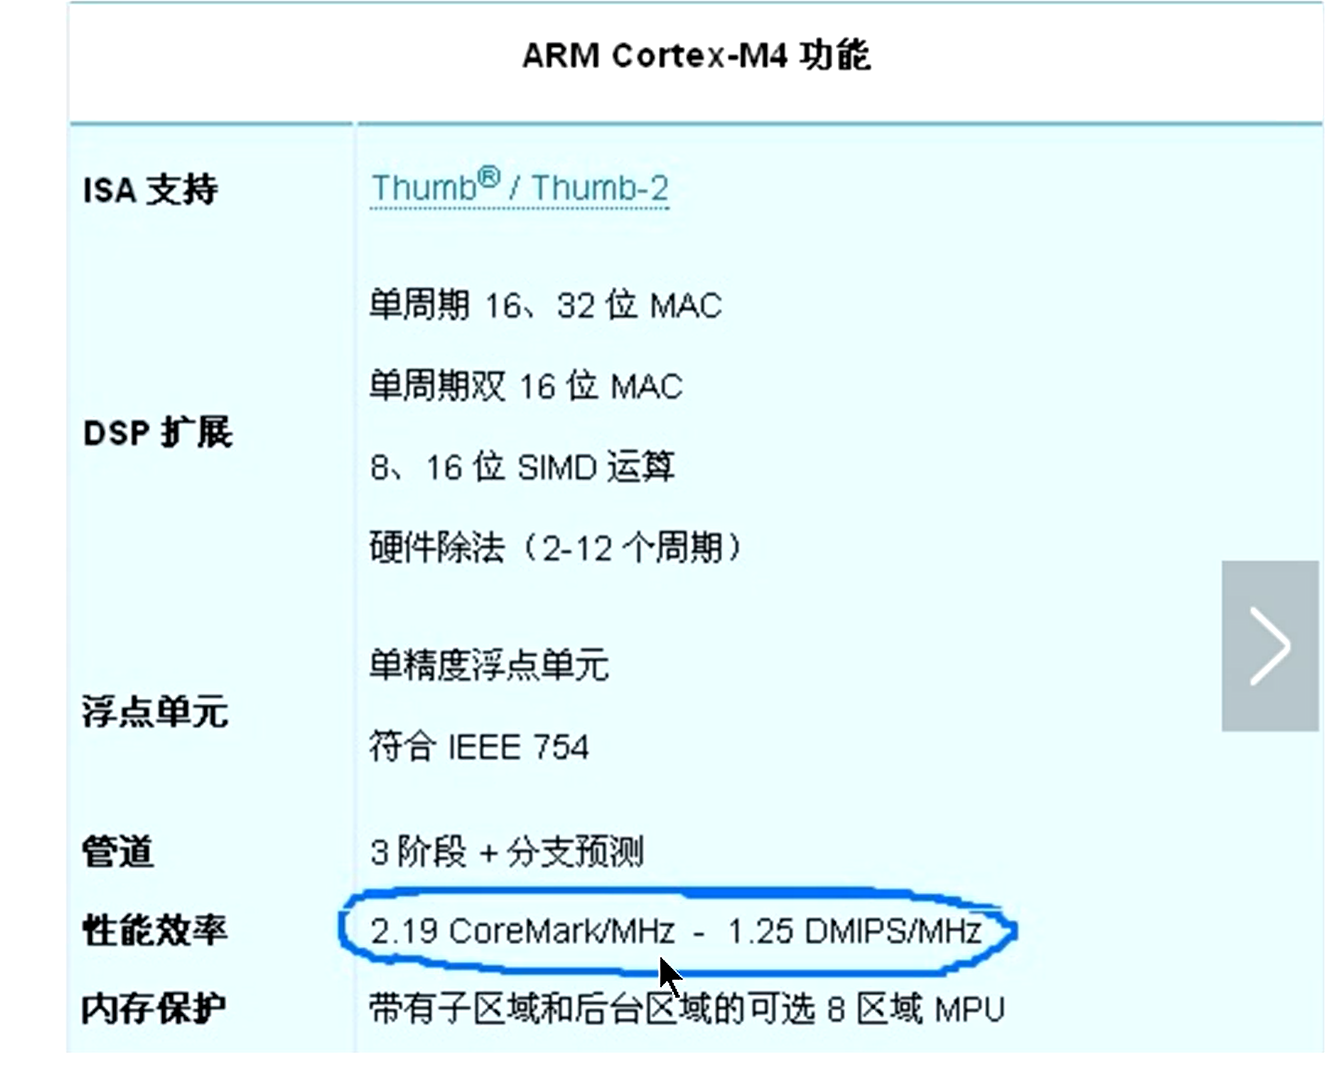 ARM Cortex-M4 功能
ISA 支持
Thumb® / Thumb-2
DSP 扩展
单周期 16、32 位 MAC
单周期双 16 位 MAC
8、16 位 SIMD 运算
硬件除法（2-12 个周期）
浮点单元
单精度浮点单元
符合 IEEE 754
管道
3 阶段 + 分支预测
性能效率
2.19 CoreMark/MHz - 1.25 DMIPS/MHz
内存保护
带有子区域和后台区域的可选 8 区域 MPU